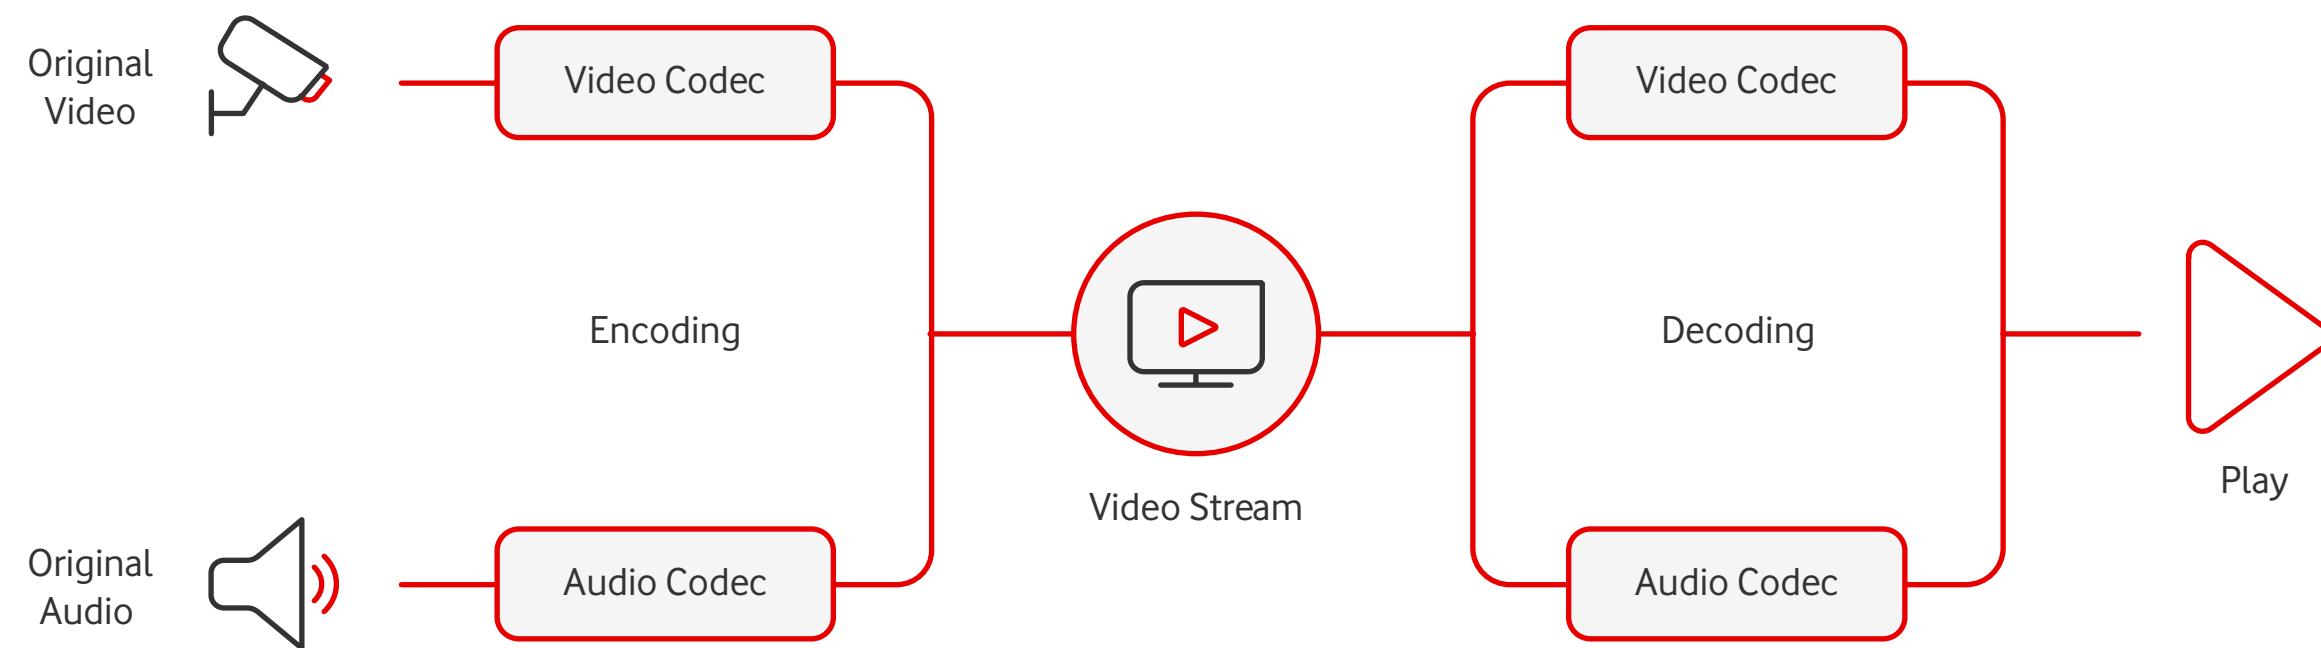 Original
Video
Video Codec
Video Codec
Encoding
Decoding
Video Stream
Play
Original
Audio
Audio Codec
Audio Codec